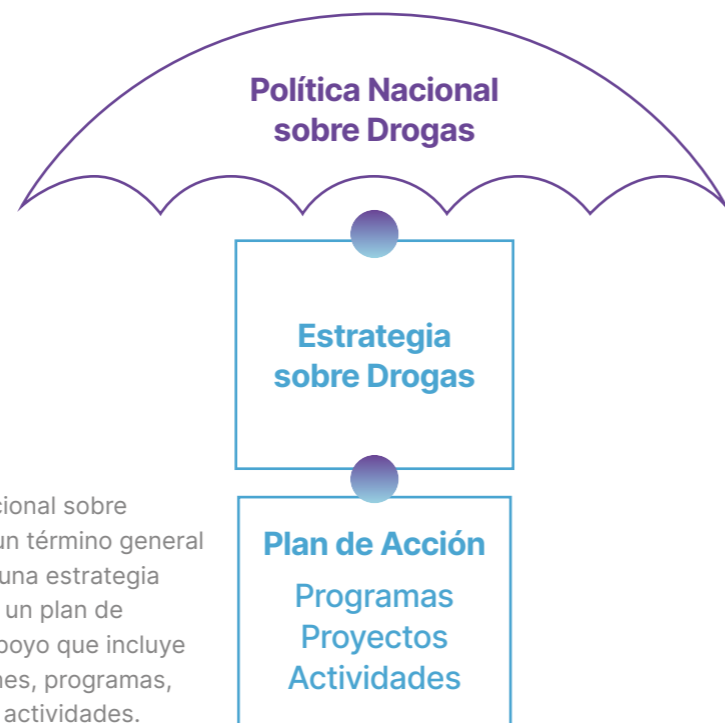 Política Nacional
sobre Drogas
Estrategia
sobre Drogas
Plan de Acción
Programas
Proyectos
Actividades
cional sobre
un término general
una estrategia
un plan de
poyo que incluye
nes, programas,
actividades.